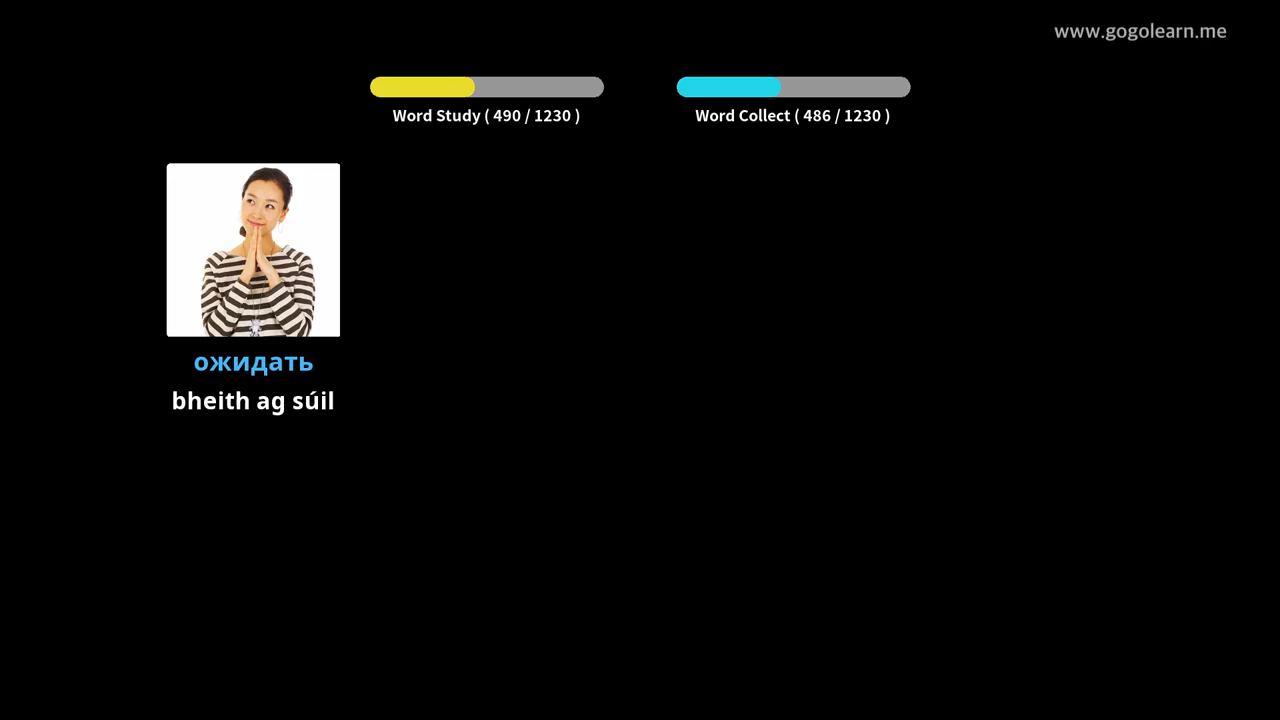 www.gogolearn.me
Word Study ( 490 / 1230 )
Word Collect ( 486 / 1230 )
ожидать
bheith ag súil